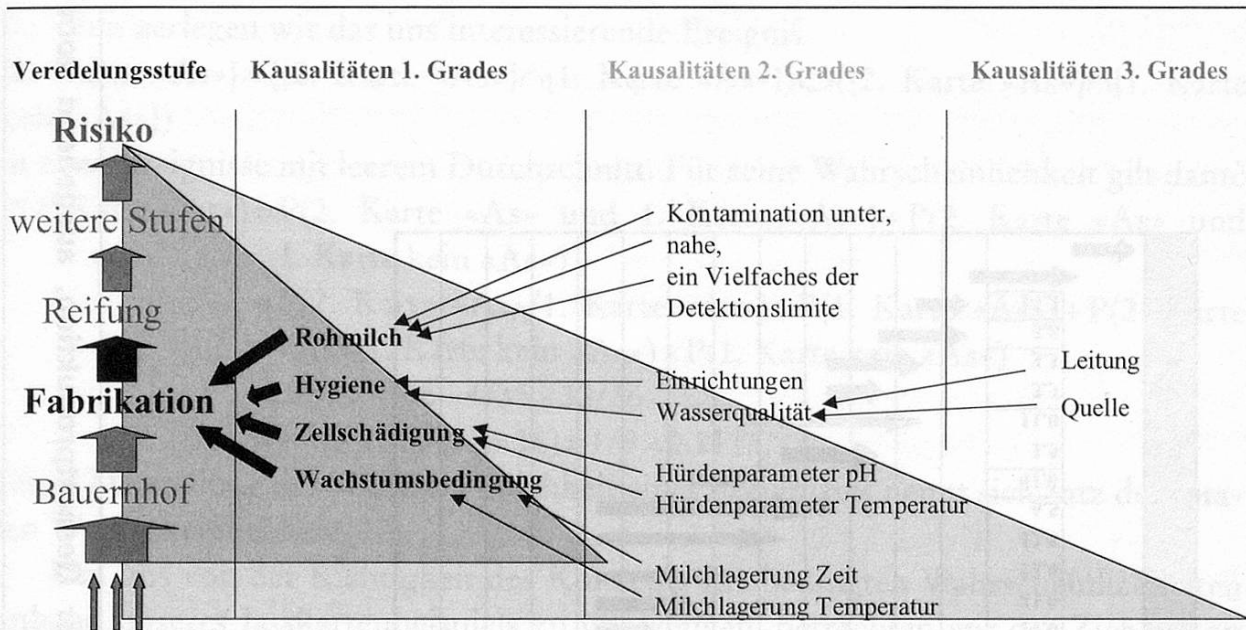 Veredelungsstufe Kausalitäten 1. Grades Kausalitäten 2. Grades Kausalitäten 3. Grades
Risiko
weitere Stufen
Reifung
Fabrikation
Bauernhof
Rohmilch
Hygiene
Zellschädigung
Wachstumsbedingung
Kontamination unter,
nahe,
ein Vielfaches der
Detektionslimite
Einrichtungen
Wasserqualität
Hürdenparameter pH
Hürdenparameter Temperatur
Milchlagerung Zeit
Milchlagerung Temperatur
Leitung
Quelle